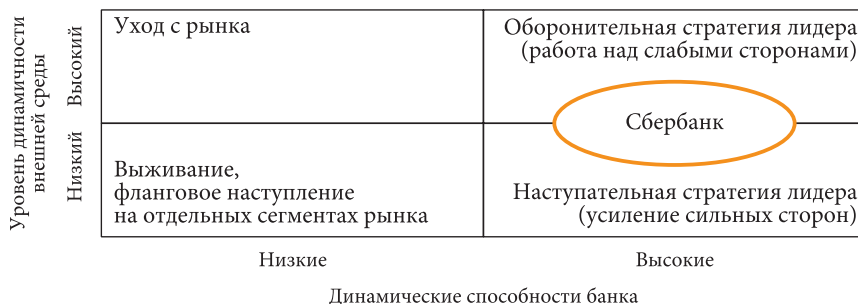 Уровень динамичности
внешней среды
Высокий
Низкий
Уход с рынка
Оборонительная стратегия лидера
(работа над слабыми сторонами)
Сбербанк
Выживание,
фланговое наступление
на отдельных сегментах рынка
Наступательная стратегия лидера
(усиление сильных сторон)
Низкие
Высокие
Динамические способности банка